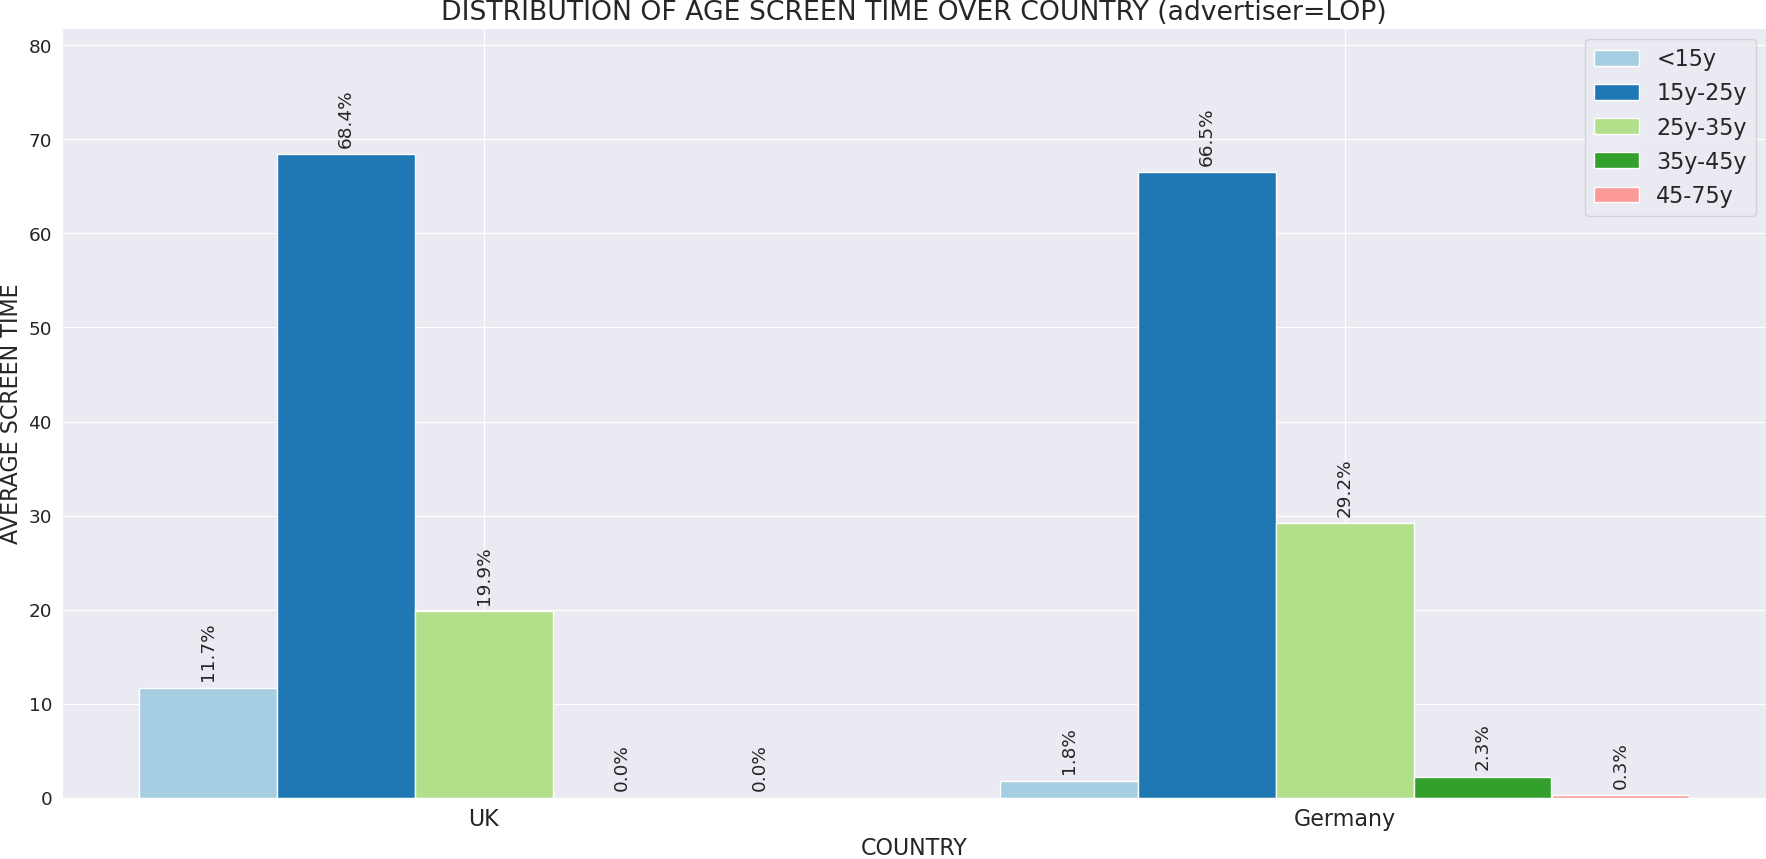 DISTRIBUTION OF AGE SCREEN TIME OVER COUNTRY (advertiser=LOP)
AVERAGE SCREEN TIME
80
70
60
50
40
30
20
10
0
11.7%
68.4%
19.9%
0.0%
0.0%
1.8%
66.5%
29.2%
2.3%
0.3%
<15y
15y-25y
25y-35y
35y-45y
45-75y
UK
Germany
COUNTRY